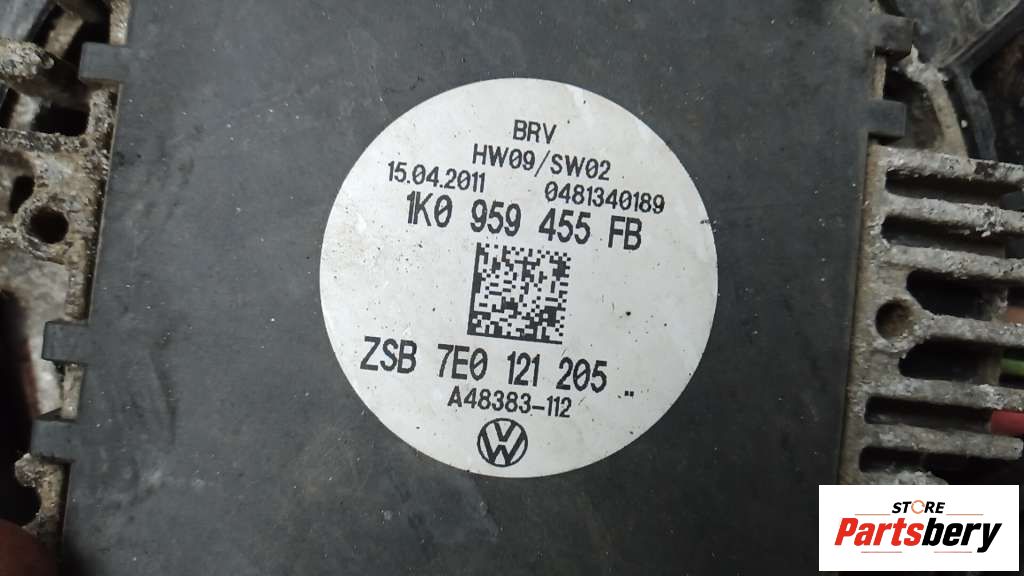 BRV
HW09/SW02
15.04.2011 0481340189
1K0 959 455 FB
ZSB 7E0 121 205 ..
A48383-112
VW
STORE
Partsbery